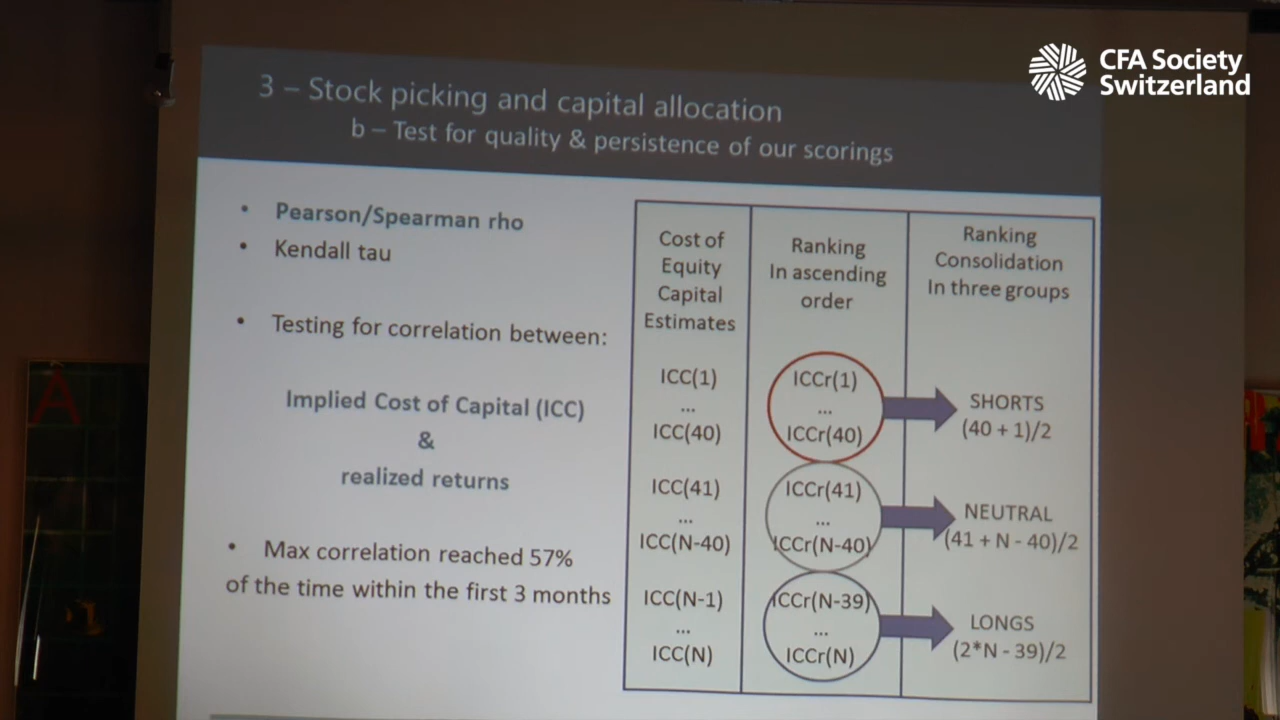 CFA Society
Switzerland
3 – Stock picking and capital allocation
b – Test for quality & persistence of our scorings
• Pearson/Spearman rho
• Kendall tau
• Testing for correlation between:
Implied Cost of Capital (ICC)
&
realized returns
• Max correlation reached 57%
of the time within the first 3 months
Cost of
Equity
Capital
Estimates
ICC(1)
...
ICC(40)
ICC(41)
...
ICC(N-40)
ICC(N-1)
...
ICC(N)
Ranking
In ascending
order
ICCr(1)
...
ICCr(40)
ICCr(41)
...
ICCr(N-40)
ICCr(N-39)
...
ICCr(N)
Ranking
Consolidation
In three groups
SHORTS
(40 + 1)/2
NEUTRAL
(41 + N - 40)/2
LONGS
(2*N - 39)/2